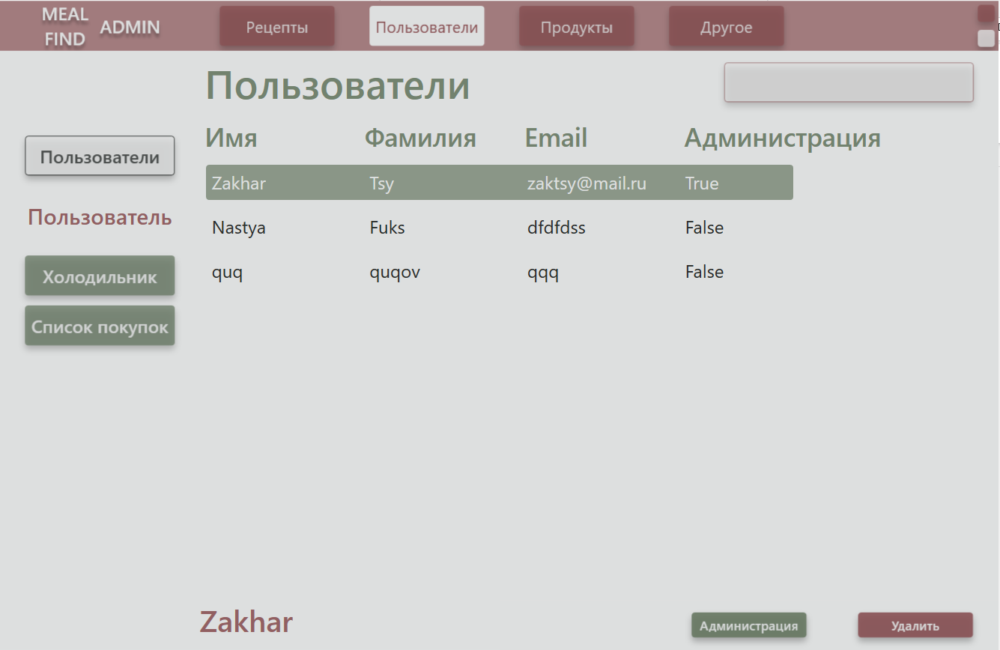 MEAL
FIND
ADMIN
Рецепты
Пользователи
Продукты
Другое
Пользователи
Имя Фамилия Email Администрация
Пользователи
Zakhar Tsy zaktsy@mail.ru True
Пользователь
Nastya Fuks dfdfdss False
Холодильник
quq quqov qqq False
Список покупок
Zakhar
Администрация
Удалить